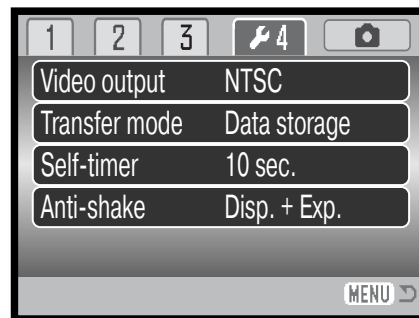 1 2 3 4
Video output NTSC
Transfer mode Data storage
Self-timer 10 sec.
Anti-shake Disp. + Exp.
MENU